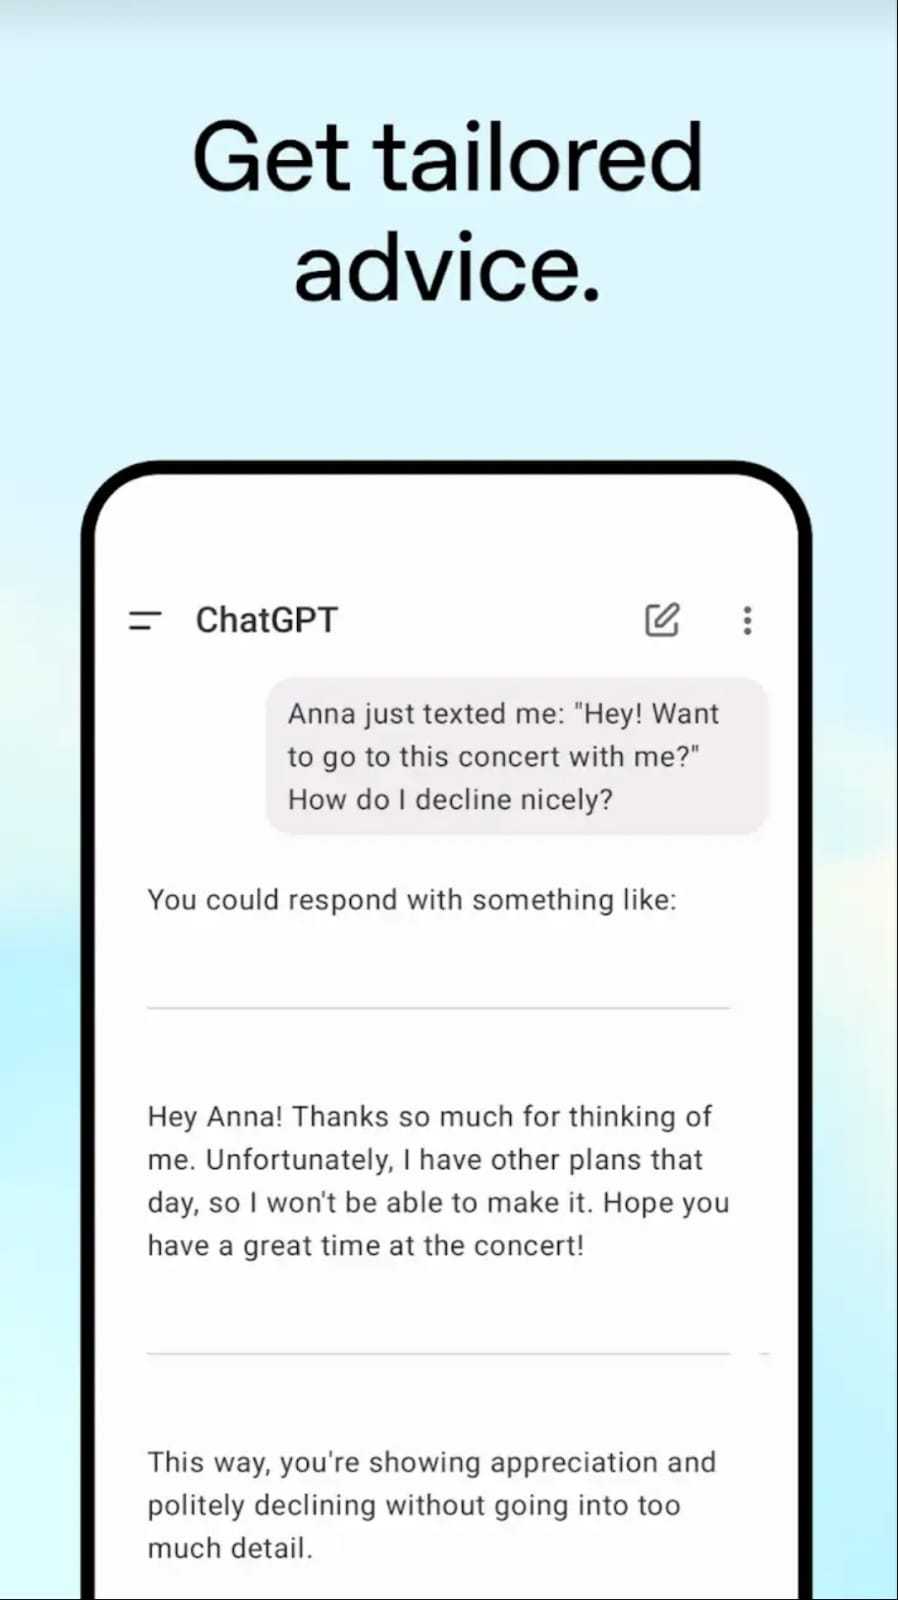 Get tailored
advice.
ChatGPT
Anna just texted me: "Hey! Want
to go to this concert with me?"
How do I decline nicely?
You could respond with something like:
Hey Anna! Thanks so much for thinking of
me. Unfortunately, I have other plans that
day, so I won't be able to make it. Hope you
have a great time at the concert!
This way, you're showing appreciation and
politely declining without going into too
much detail.